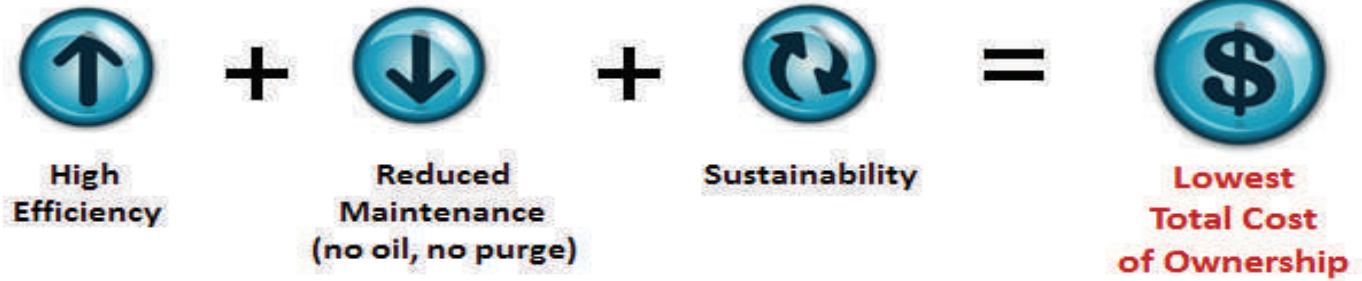 + + = $
High
Efficiency
Reduced
Maintenance
(no oil, no purge)
Sustainability
Lowest
Total Cost
of Ownership